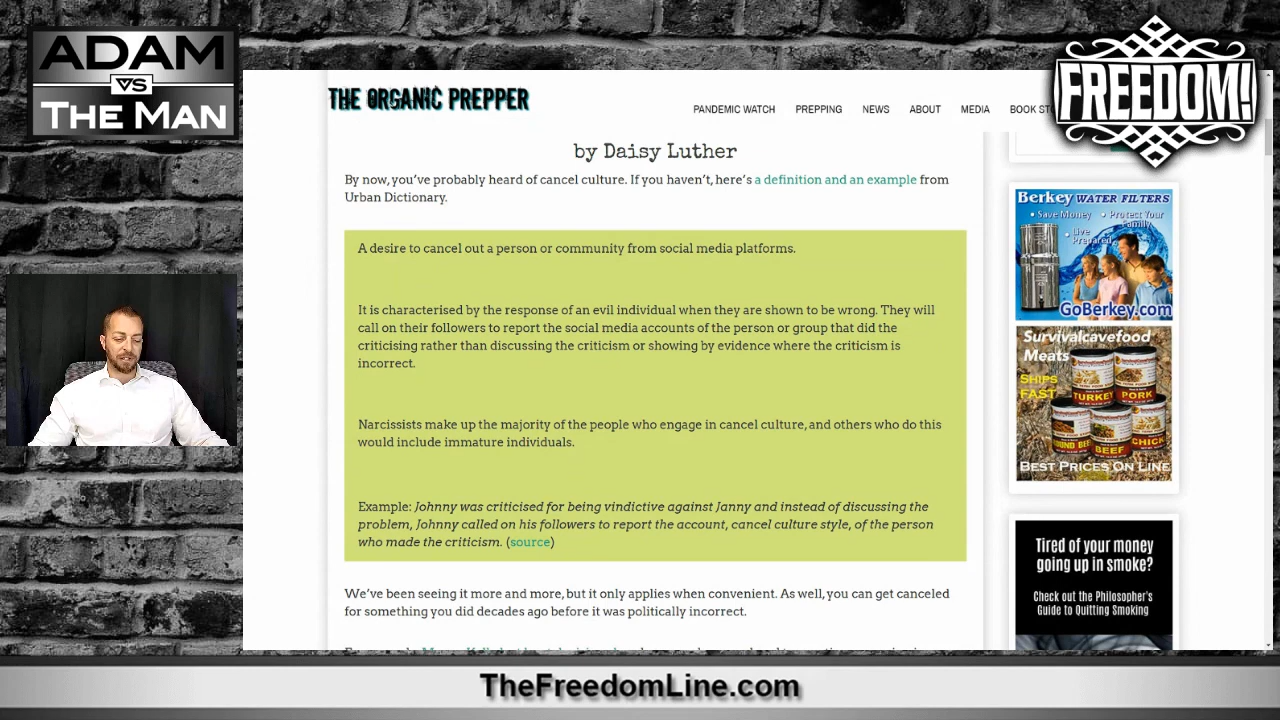 ADAM
VS
THE MAN
FREEDOM!
THE ORGANIC PREPPER
PANDEMIC WATCH PREPPING NEWS ABOUT MEDIA BOOK
by Daisy Luther
By now, you've probably heard of cancel culture. If you haven't, here's a definition and an example from
Urban Dictionary.
A desire to cancel out a person or community from social media platforms.
It is characterised by the response of an evil individual when they are shown to be wrong. They will
call on their followers to report the social media accounts of the person or group that did the
criticising rather than discussing the criticism or showing by evidence where the criticism is
incorrect.
Narcissists make up the majority of the people who engage in cancel culture, and others who do this
would include immature individuals.
Example: Johnny was criticised for being vindictive against Janny and instead of discussing the
problem, Johnny called on his followers to report the account, cancel culture style, of the person
who made the criticism. (source)
We've been seeing it more and more, but it only applies when convenient. As well, you can get canceled
for something you did decades ago before it was politically incorrect.
Berkey WATER FILTERS
• Save Money • Protect Your Family
• Live Prepared
GoBerkey.com
Survivalcavefood
Meats
SHIPS
FAST
TURKEY PORK
BEEF
BEST PRICES ON LINE
Tired of your money
going up in smoke?
Check out the Philosopher's
Guide to Quitting Smoking
TheFreedomLine.com